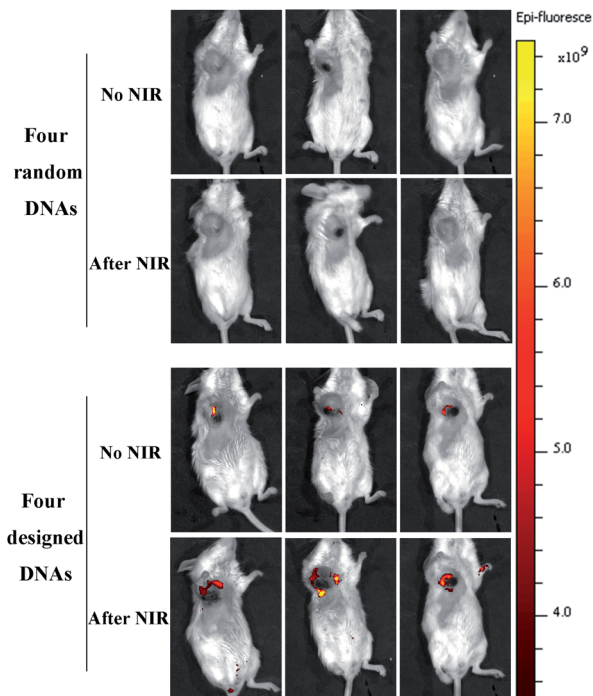 Epi-fluoresce
x10⁹
7.0
6.0
5.0
4.0
Four
random
DNAs
No NIR
After NIR
Four
designed
DNAs
No NIR
After NIR